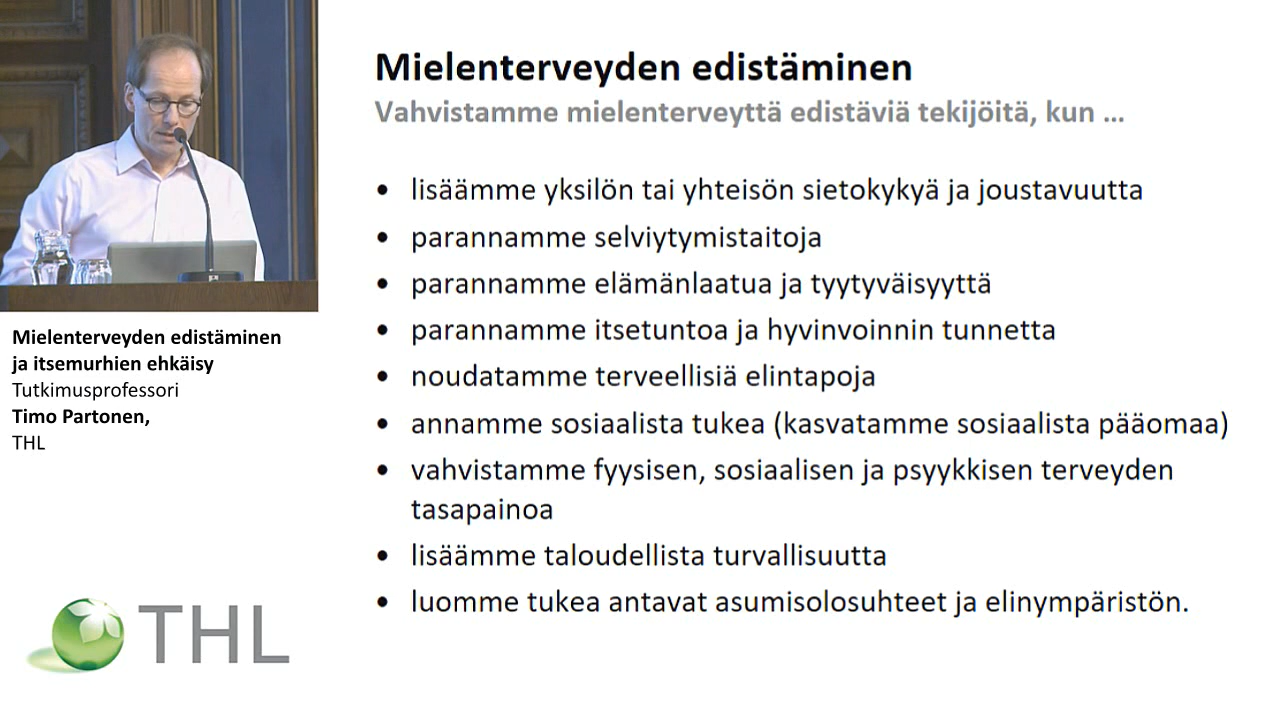 Mielenterveyden edistäminen
ja itsemurhien ehkäisy
Tutkimusprofessori
Timo Partonen,
THL
THL
Mielenterveyden edistäminen
Vahvistamme mielenterveyttä edistäviä tekijöitä, kun ...
• lisäämme yksilön tai yhteisön sietokykyä ja joustavuutta
• parannamme selviytymistaitoja
• parannamme elämänlaatua ja tyytyväisyyttä
• parannamme itsetuntoa ja hyvinvoinnin tunnetta
• noudatamme terveellisiä elintapoja
• annamme sosiaalista tukea (kasvatamme sosiaalista pääomaa)
• vahvistamme fyysisen, sosiaalisen ja psyykkisen terveyden
tasapainoa
• lisäämme taloudellista turvallisuutta
• luomme tukea antavat asumisolosuhteet ja elinympäristön.